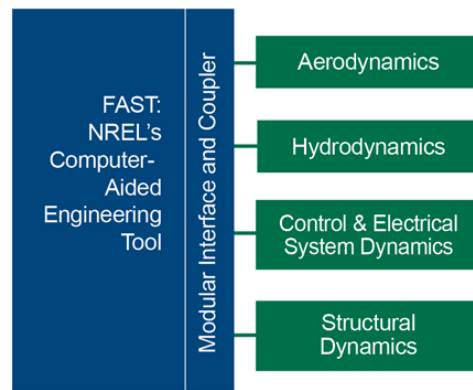 FAST:
NREL's
Computer-
Aided
Engineering
Tool
Modular Interface and Coupler
Aerodynamics
Hydrodynamics
Control & Electrical
System Dynamics
Structural
Dynamics